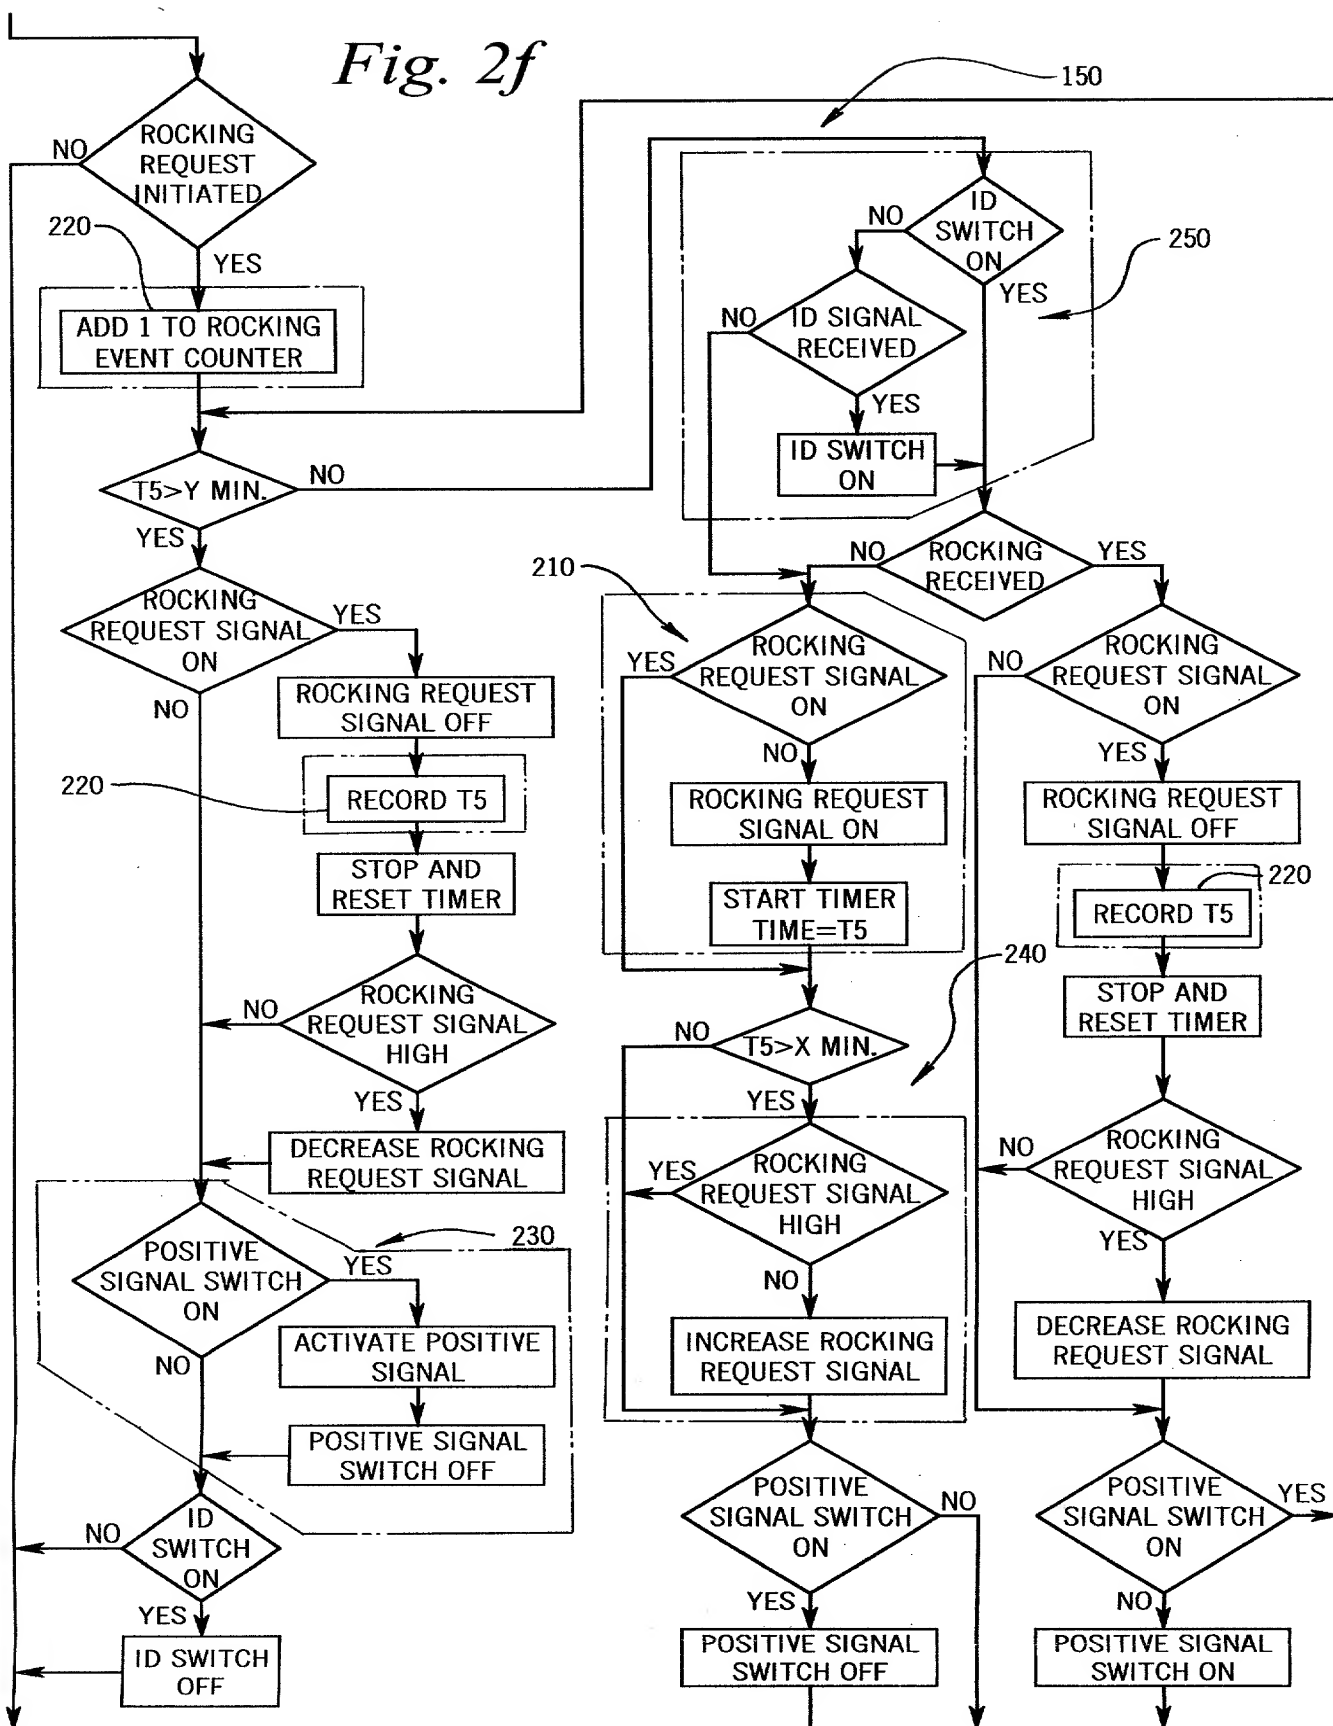 Fig. 2f
150
ROCKING
REQUEST
INITIATED
NO
YES
220
ADD 1 TO ROCKING
EVENT COUNTER
T5>Y MIN.
NO
YES
ROCKING
REQUEST SIGNAL
ON
YES
NO
ROCKING REQUEST
SIGNAL OFF
220
RECORD T5
STOP AND
RESET TIMER
ROCKING
REQUEST SIGNAL
HIGH
NO
YES
DECREASE ROCKING
REQUEST SIGNAL
230
POSITIVE
SIGNAL SWITCH
ON
YES
NO
ACTIVATE POSITIVE
SIGNAL
POSITIVE SIGNAL
SWITCH OFF
ID
SWITCH
ON
NO
YES
ID SWITCH
OFF
ID
SWITCH
ON
NO
YES
250
ID SIGNAL
RECEIVED
NO
YES
ID SWITCH
ON
ROCKING
RECEIVED
NO
YES
210
ROCKING
REQUEST SIGNAL
ON
YES
NO
ROCKING REQUEST
SIGNAL ON
START TIMER
TIME=T5
240
T5>X MIN.
NO
YES
ROCKING
REQUEST SIGNAL
HIGH
YES
NO
INCREASE ROCKING
REQUEST SIGNAL
POSITIVE
SIGNAL SWITCH
ON
NO
YES
POSITIVE SIGNAL
SWITCH OFF
ROCKING
REQUEST SIGNAL
ON
NO
YES
ROCKING REQUEST
SIGNAL OFF
220
RECORD T5
STOP AND
RESET TIMER
ROCKING
REQUEST SIGNAL
HIGH
NO
YES
DECREASE ROCKING
REQUEST SIGNAL
POSITIVE
SIGNAL SWITCH
ON
YES
NO
POSITIVE SIGNAL
SWITCH ON